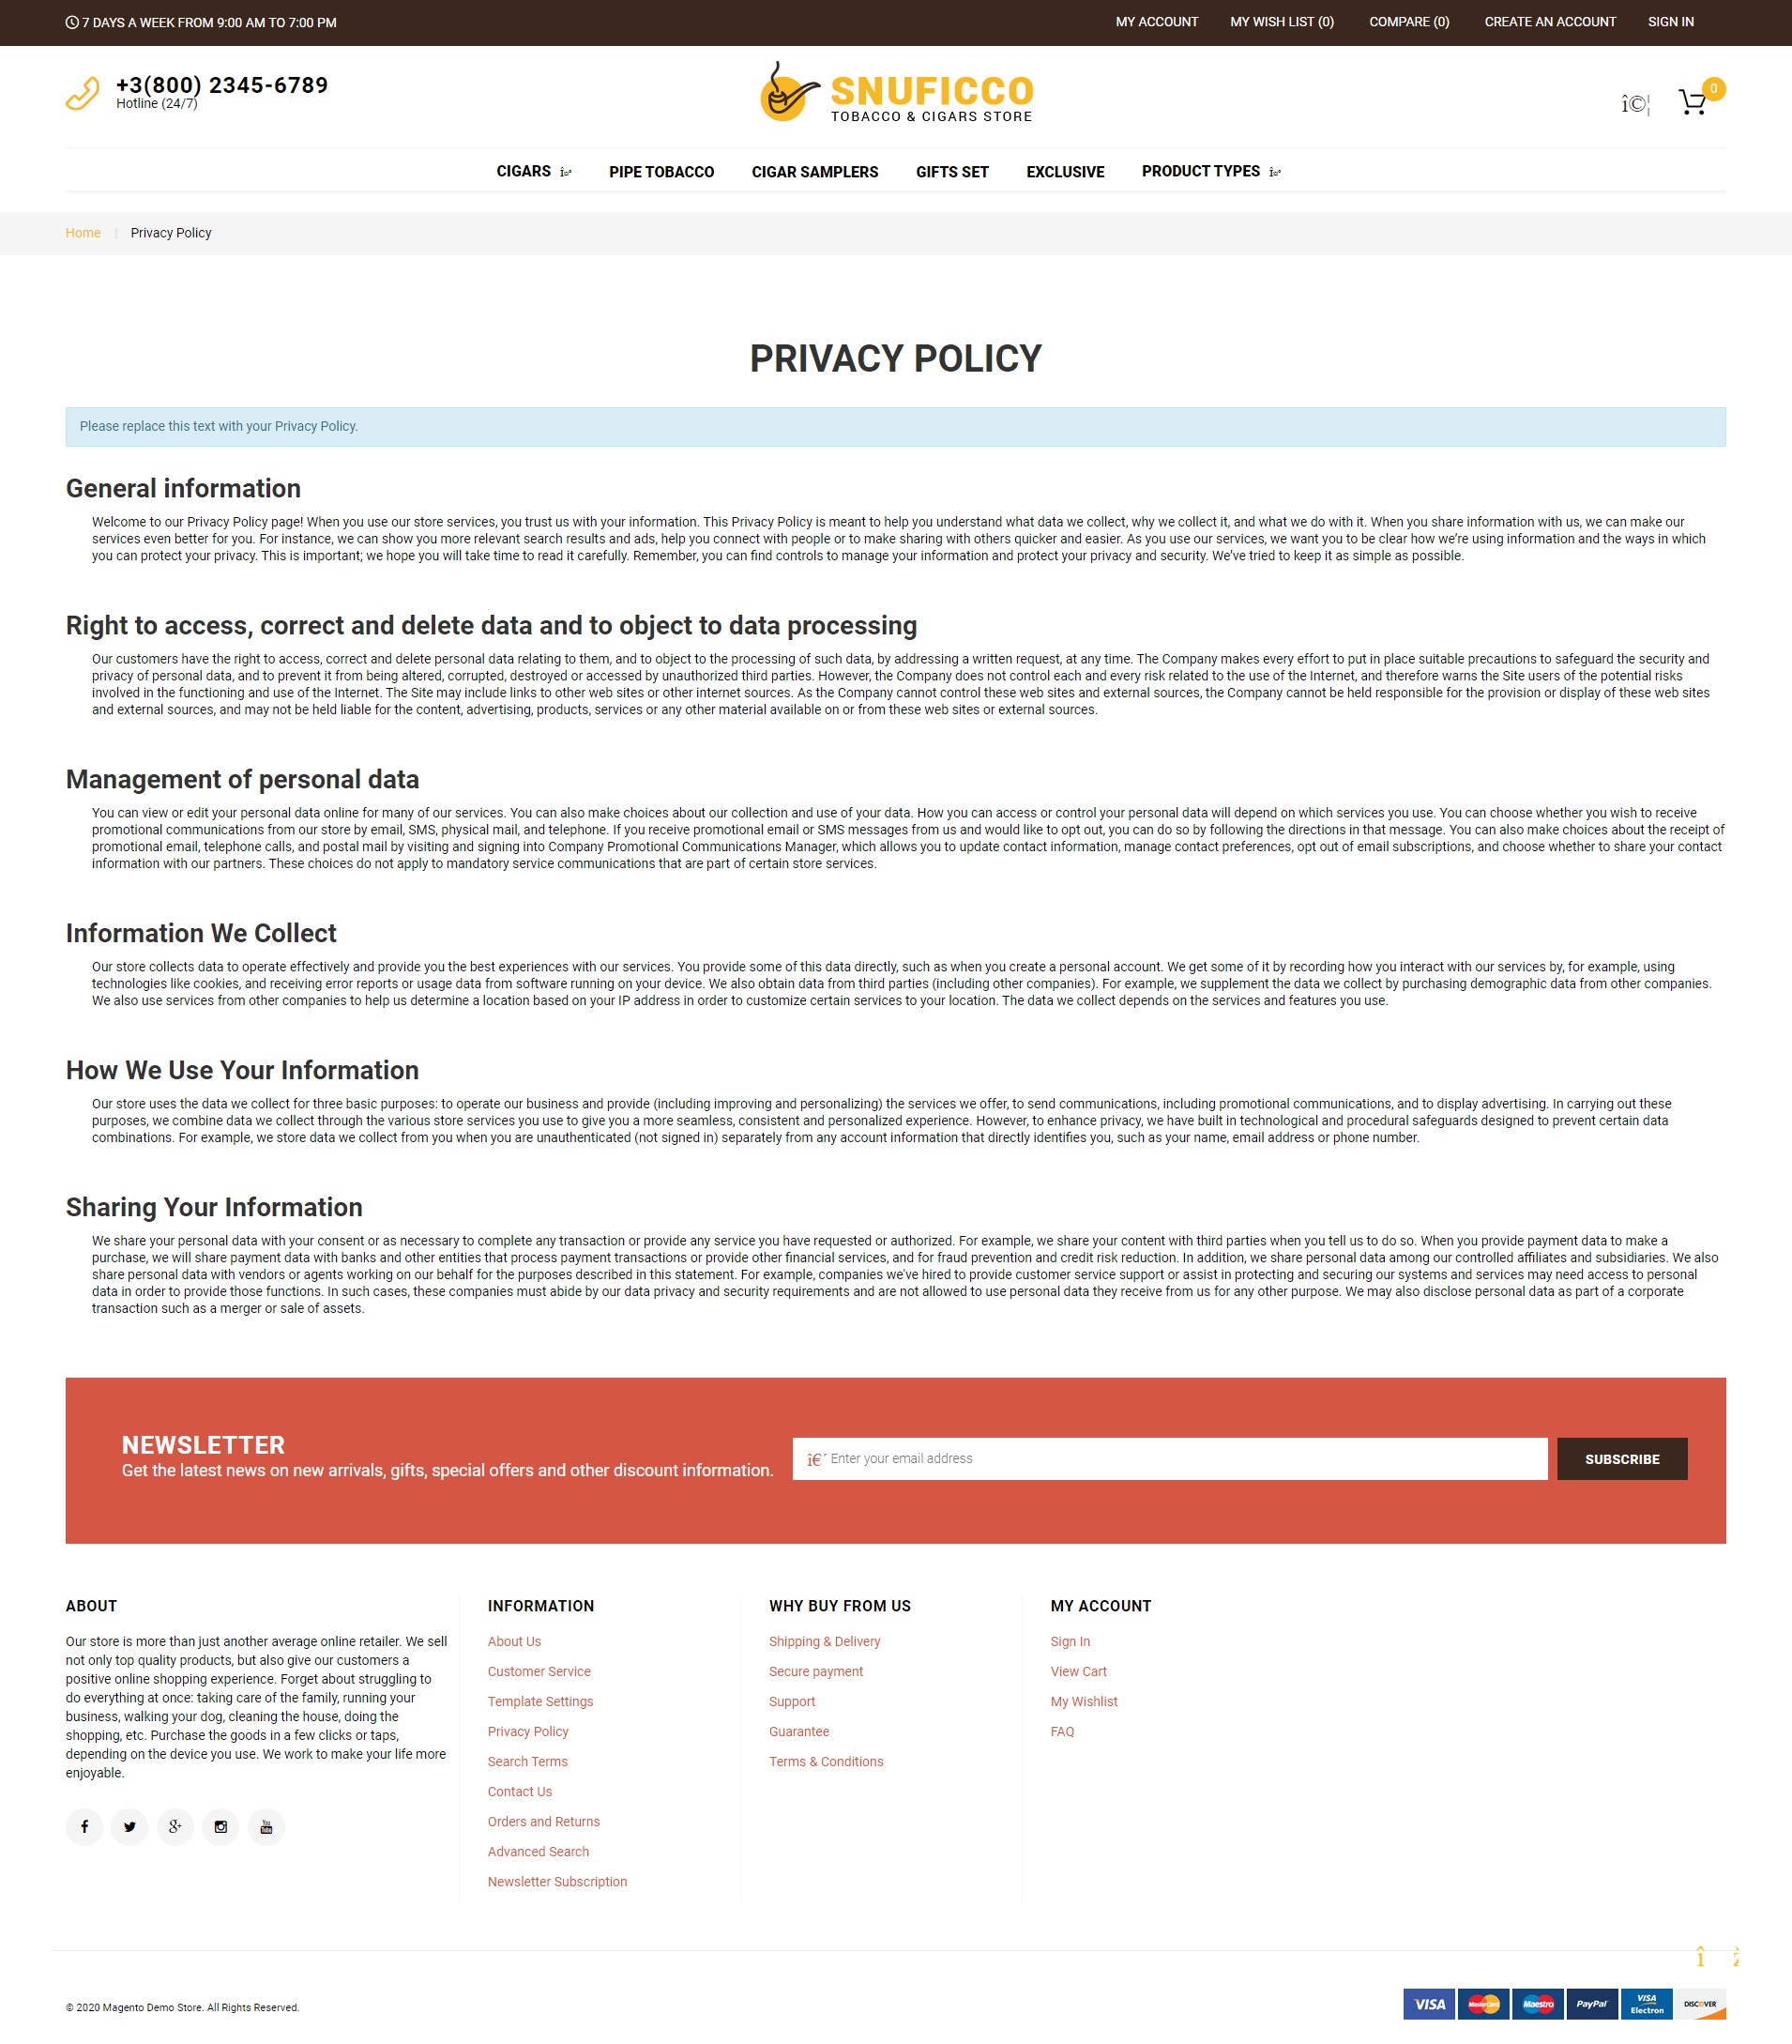 7 DAYS A WEEK FROM 9:00 AM TO 7:00 PM
MY ACCOUNT
MY WISH LIST (0)
COMPARE (0)
CREATE AN ACCOUNT
SIGN IN
+3(800) 2345-6789
Hotline (24/7)
SNUFICCO
TOBACCO & CIGARS STORE
î©¦
0
CIGARS
PIPE TOBACCO
CIGAR SAMPLERS
GIFTS SET
EXCLUSIVE
PRODUCT TYPES
Home | Privacy Policy
PRIVACY POLICY
Please replace this text with your Privacy Policy.
General information
Welcome to our Privacy Policy page! When you use our store services, you trust us with your information. This Privacy Policy is meant to help you understand what data we collect, why we collect it, and what we do with it. When you share information with us, we can make our
services even better for you. For instance, we can show you more relevant search results and ads, help you connect with people or to make sharing with others quicker and easier. As you use our services, we want you to be clear how we’re using information and the ways in which
you can protect your privacy. This is important; we hope you will take time to read it carefully. Remember, you can find controls to manage your information and protect your privacy and security. We’ve tried to keep it as simple as possible.
Right to access, correct and delete data and to object to data processing
Our customers have the right to access, correct and delete personal data relating to them, and to object to the processing of such data, by addressing a written request, at any time. The Company makes every effort to put in place suitable precautions to safeguard the security and
privacy of personal data, and to prevent it from being altered, corrupted, destroyed or accessed by unauthorized third parties. However, the Company does not control each and every risk related to the use of the Internet, and therefore warns the Site users of the potential risks
involved in the functioning and use of the Internet. The Site may include links to other web sites or other internet sources. As the Company cannot control these web sites and external sources, the Company cannot be held responsible for the provision or display of these web sites
and external sources, and may not be held liable for the content, advertising, products, services or any other material available on or from these web sites or external sources.
Management of personal data
You can view or edit your personal data online for many of our services. You can also make choices about our collection and use of your data. How you can access or control your personal data will depend on which services you use. You can choose whether you wish to receive
promotional communications from our store by email, SMS, physical mail, and telephone. If you receive promotional email or SMS messages from us and would like to opt out, you can do so by following the directions in that message. You can also make choices about the receipt of
promotional email, telephone calls, and postal mail by visiting and signing into Company Promotional Communications Manager, which allows you to update contact information, manage contact preferences, opt out of email subscriptions, and choose whether to share your contact
information with our partners. These choices do not apply to mandatory service communications that are part of certain store services.
Information We Collect
Our store collects data to operate effectively and provide you the best experiences with our services. You provide some of this data directly, such as when you create a personal account. We get some of it by recording how you interact with our services by, for example, using
technologies like cookies, and receiving error reports or usage data from software running on your device. We also obtain data from third parties (including other companies). For example, we supplement the data we collect by purchasing demographic data from other companies.
We also use services from other companies to help us determine a location based on your IP address in order to customize certain services to your location. The data we collect depends on the services and features you use.
How We Use Your Information
Our store uses the data we collect for three basic purposes: to operate our business and provide (including improving and personalizing) the services we offer, to send communications, including promotional communications, and to display advertising. In carrying out these
purposes, we combine data we collect through the various store services you use to give you a more seamless, consistent and personalized experience. However, to enhance privacy, we have built in technological and procedural safeguards designed to prevent certain data
combinations. For example, we store data we collect from you when you are unauthenticated (not signed in) separately from any account information that directly identifies you, such as your name, email address or phone number.
Sharing Your Information
We share your personal data with your consent or as necessary to complete any transaction or provide any service you have requested or authorized. For example, we share your content with third parties when you tell us to do so. When you provide payment data to make a
purchase, we will share payment data with banks and other entities that process payment transactions or provide other financial services, and for fraud prevention and credit risk reduction. In addition, we share personal data among our controlled affiliates and subsidiaries. We also
share personal data with vendors or agents working on our behalf for the purposes described in this statement. For example, companies we've hired to provide customer service support or assist in protecting and securing our systems and services may need access to personal
data in order to provide those functions. In such cases, these companies must abide by our data privacy and security requirements and are not allowed to use personal data they receive from us for any other purpose. We may also disclose personal data as part of a corporate
transaction such as a merger or sale of assets.
NEWSLETTER
Get the latest news on new arrivals, gifts, special offers and other discount information.
î€´ Enter your email address
SUBSCRIBE
ABOUT
Our store is more than just another average online retailer. We sell
not only top quality products, but also give our customers a
positive online shopping experience. Forget about struggling to
do everything at once: taking care of the family, running your
business, walking your dog, cleaning the house, doing the
shopping, etc. Purchase the goods in a few clicks or taps,
depending on the device you use. We work to make your life more
enjoyable.
INFORMATION
About Us
Customer Service
Template Settings
Privacy Policy
Search Terms
Contact Us
Orders and Returns
Advanced Search
Newsletter Subscription
WHY BUY FROM US
Shipping & Delivery
Secure payment
Support
Guarantee
Terms & Conditions
MY ACCOUNT
Sign In
View Cart
My Wishlist
FAQ
© 2020 Magento Demo Store. All Rights Reserved.
VISA
MasterCard
Maestro
PayPal
VISA Electron
DISCOVER